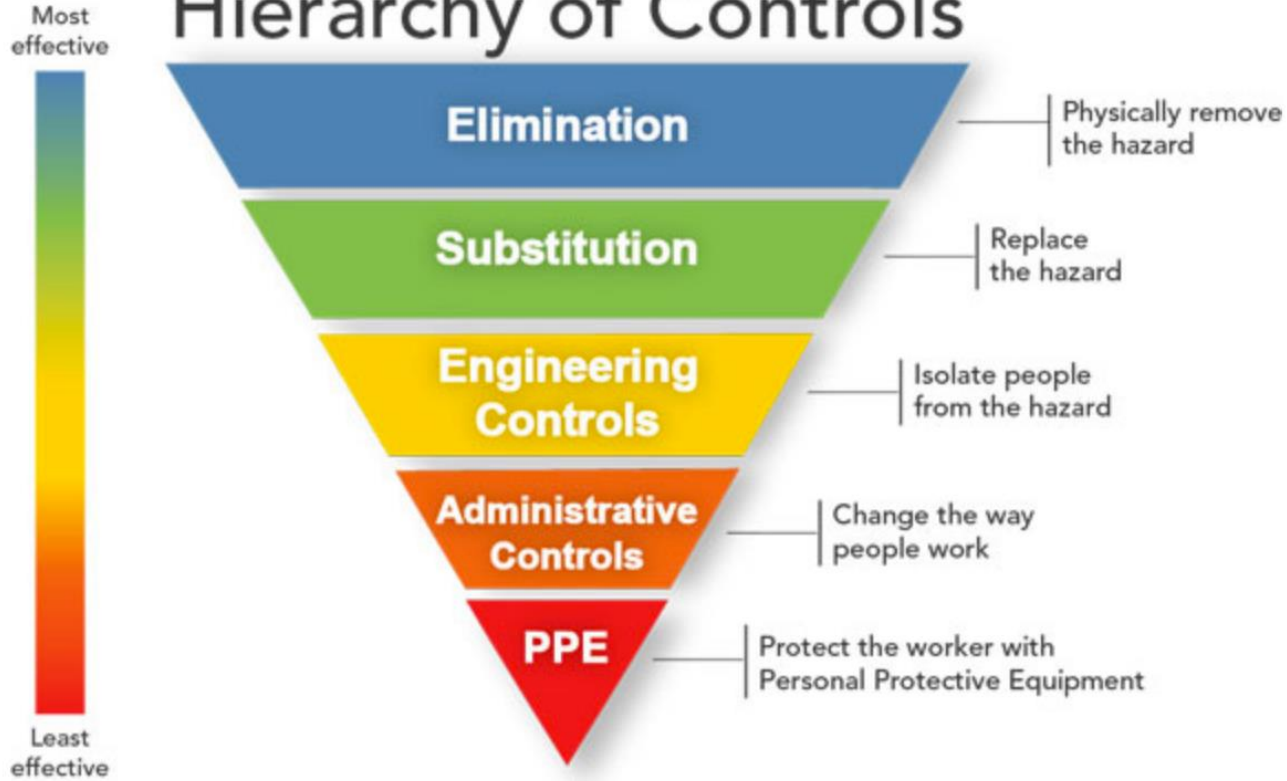 Hierarchy of Controls
Most
effective
Elimination
Physically remove
the hazard
Substitution
Replace
the hazard
Engineering
Controls
Isolate people
from the hazard
Administrative
Controls
Change the way
people work
PPE
Protect the worker with
Personal Protective Equipment
Least
effective